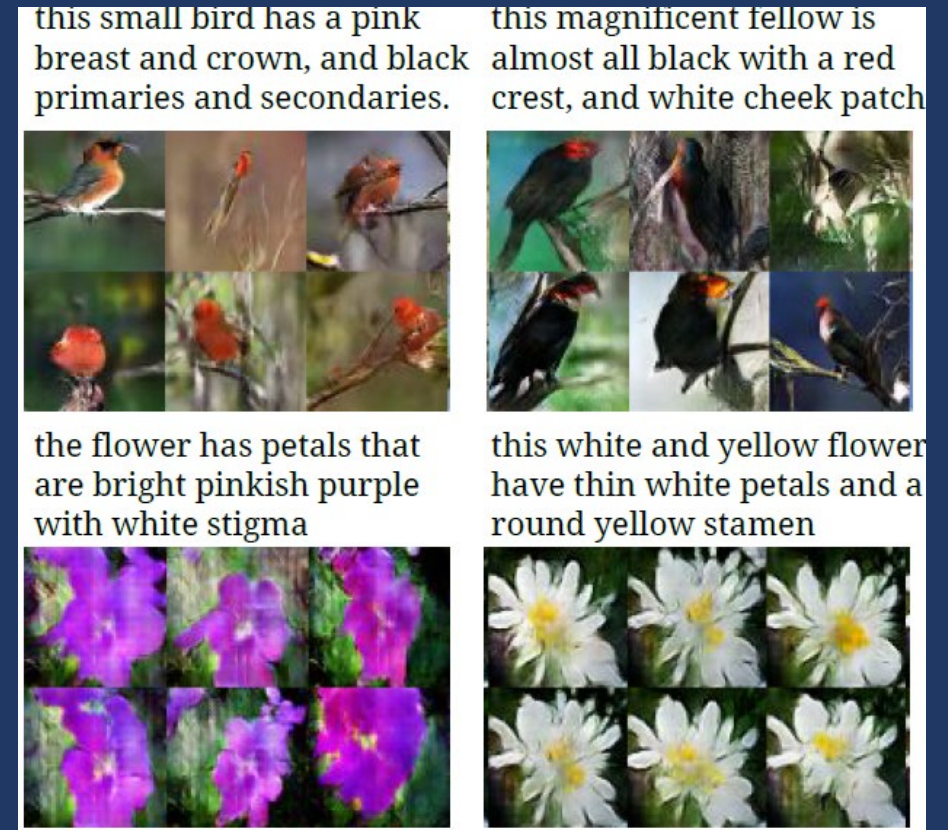 this small bird has a pink
breast and crown, and black
primaries and secondaries.
this magnificent fellow is
almost all black with a red
crest, and white cheek patch
the flower has petals that
are bright pinkish purple
with white stigma
this white and yellow flower
have thin white petals and a
round yellow stamen